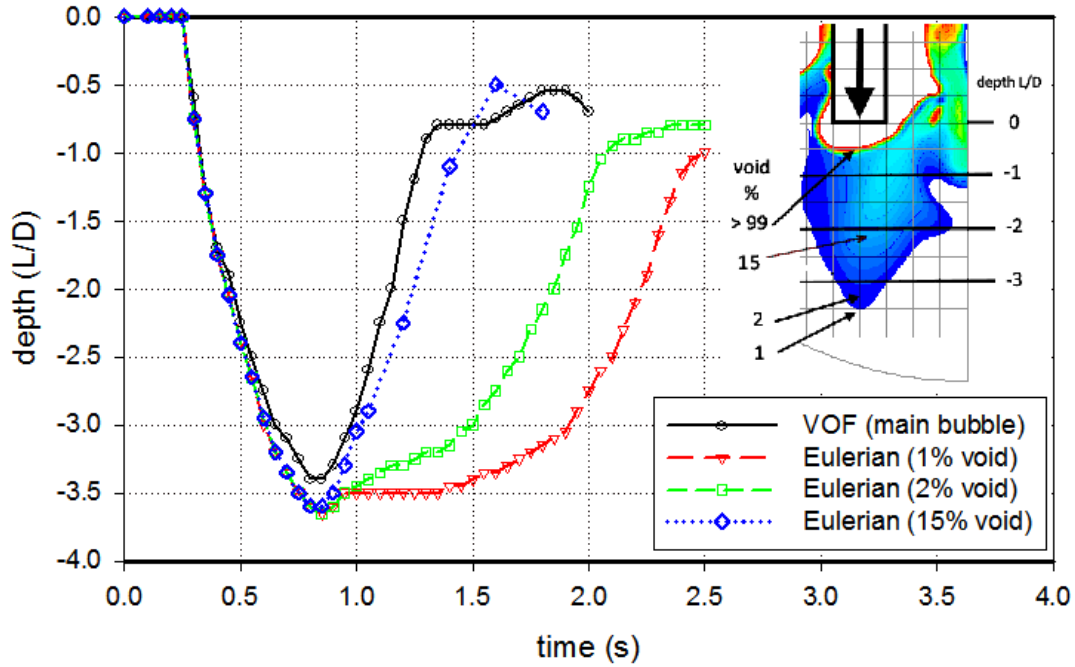 depth (L/D)
0.0
-0.5
-1.0
-1.5
-2.0
-2.5
-3.0
-3.5
-4.0
0.0 0.5 1.0 1.5 2.0 2.5 3.0 3.5 4.0
time (s)
depth L/D
0
-1
-2
-3
void
%
> 99
15
2
1
VOF (main bubble)
Eulerian (1% void)
Eulerian (2% void)
Eulerian (15% void)